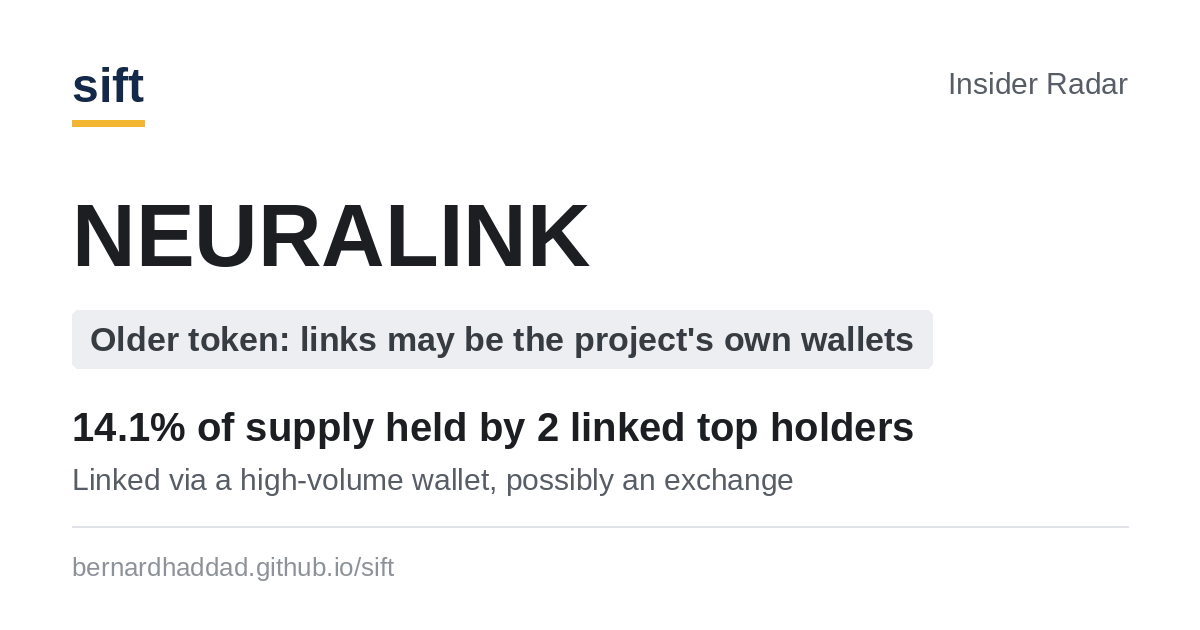 sift
Insider Radar
NEURALINK
Older token: links may be the project's own wallets
14.1% of supply held by 2 linked top holders
Linked via a high-volume wallet, possibly an exchange
bernardhaddad.github.io/sift